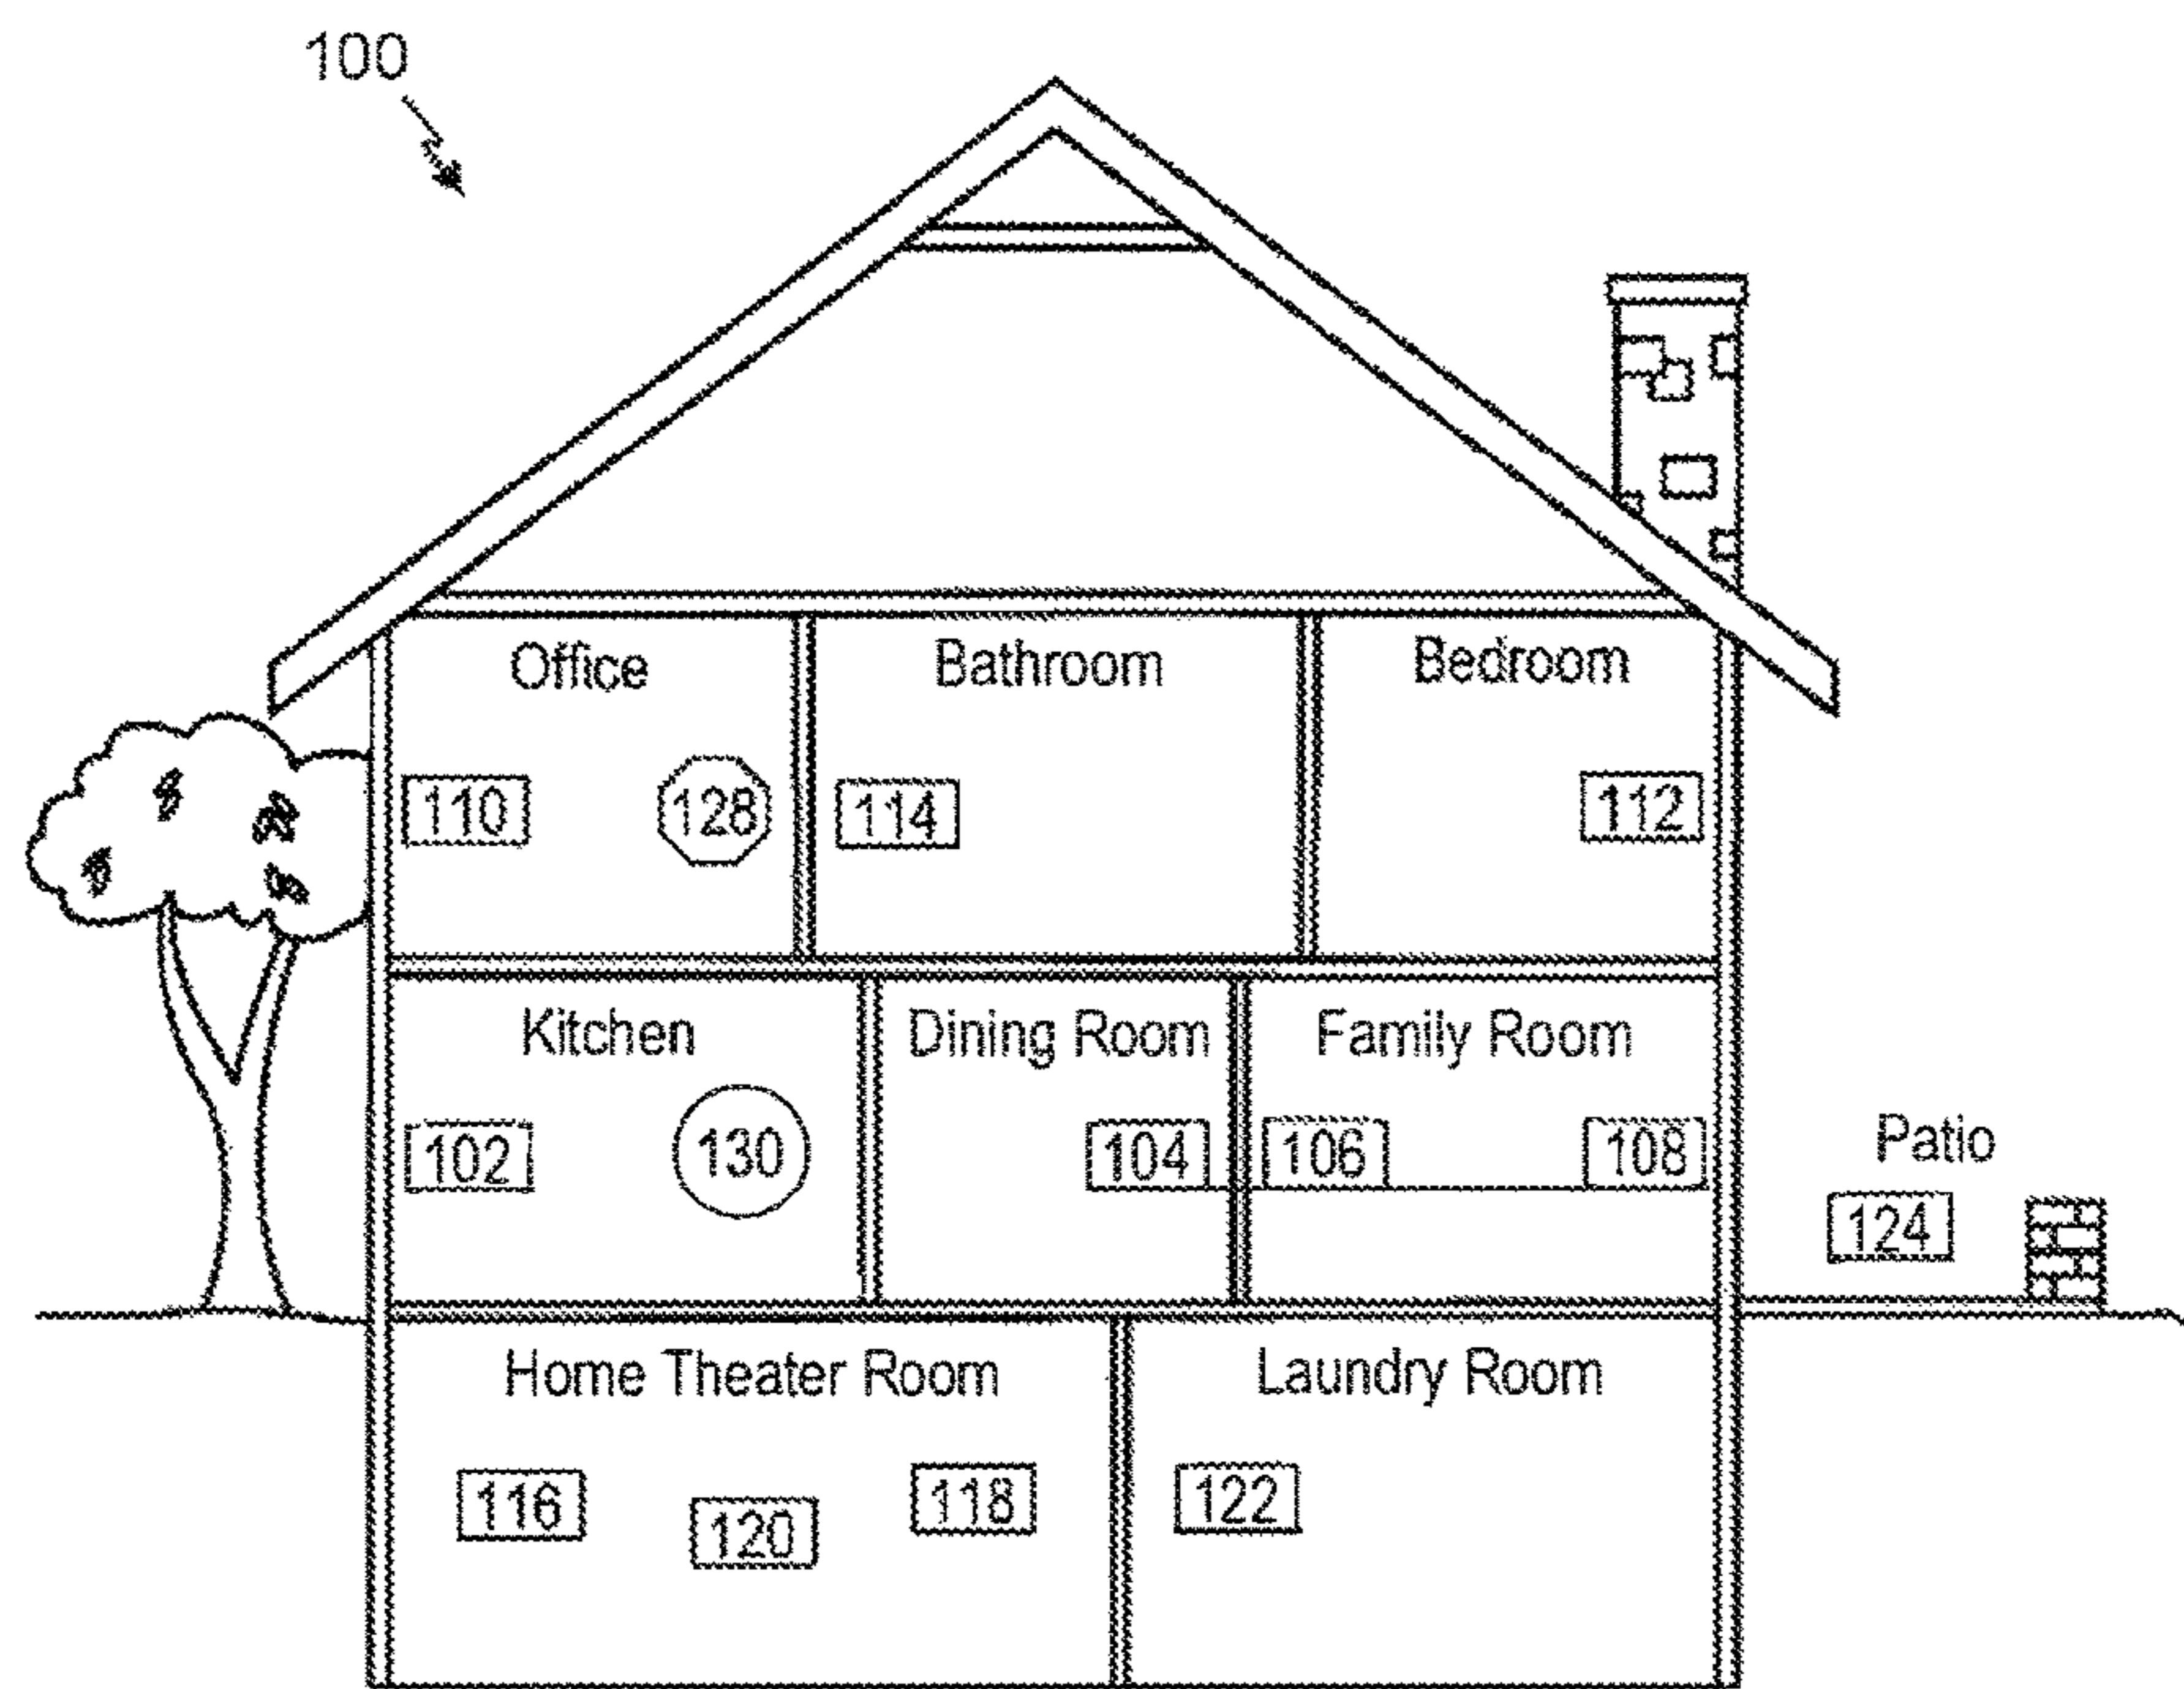 100
Office Bathroom Bedroom
110 128 114 112
Kitchen Dining Room Family Room
102 130 104 106 108
Patio
124
Home Theater Room Laundry Room
116 120 118 122